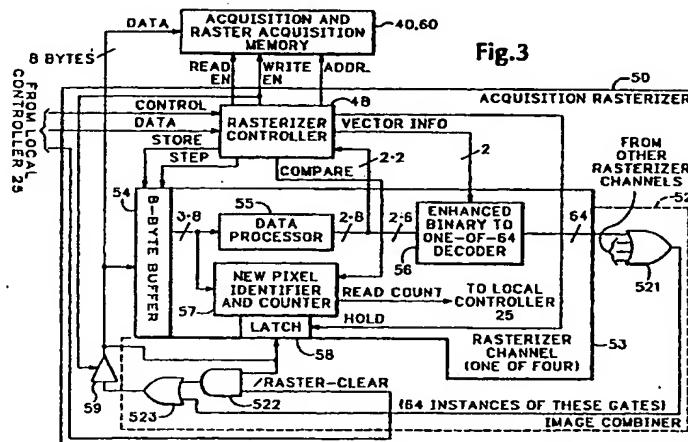 DATA
8 BYTES
ACQUISITION AND
RASTER ACQUISITION
MEMORY
40,60
Fig.3
READ
EN
WRITE
EN
ADDR.
50
ACQUISITION RASTERIZER
FROM LOCAL
CONTROLLER 25
CONTROL
DATA
STORE
STEP
RASTERIZER
CONTROLLER
48
VECTOR INFO
COMPARE
2·2
2
FROM
OTHER
RASTERIZER
CHANNELS
52
54
8-BYTE BUFFER
3·8
55
DATA
PROCESSOR
2·8
2·6
ENHANCED
BINARY TO
ONE-OF-64
DECODER
56
64
521
NEW PIXEL
IDENTIFIER
AND COUNTER
57
READ COUNT
TO LOCAL
CONTROLLER
25
LATCH
58
HOLD
RASTERIZER
CHANNEL
(ONE OF FOUR)
53
59
523
522
/RASTER-CLEAR
(64 INSTANCES OF THESE GATES)
IMAGE COMBINER